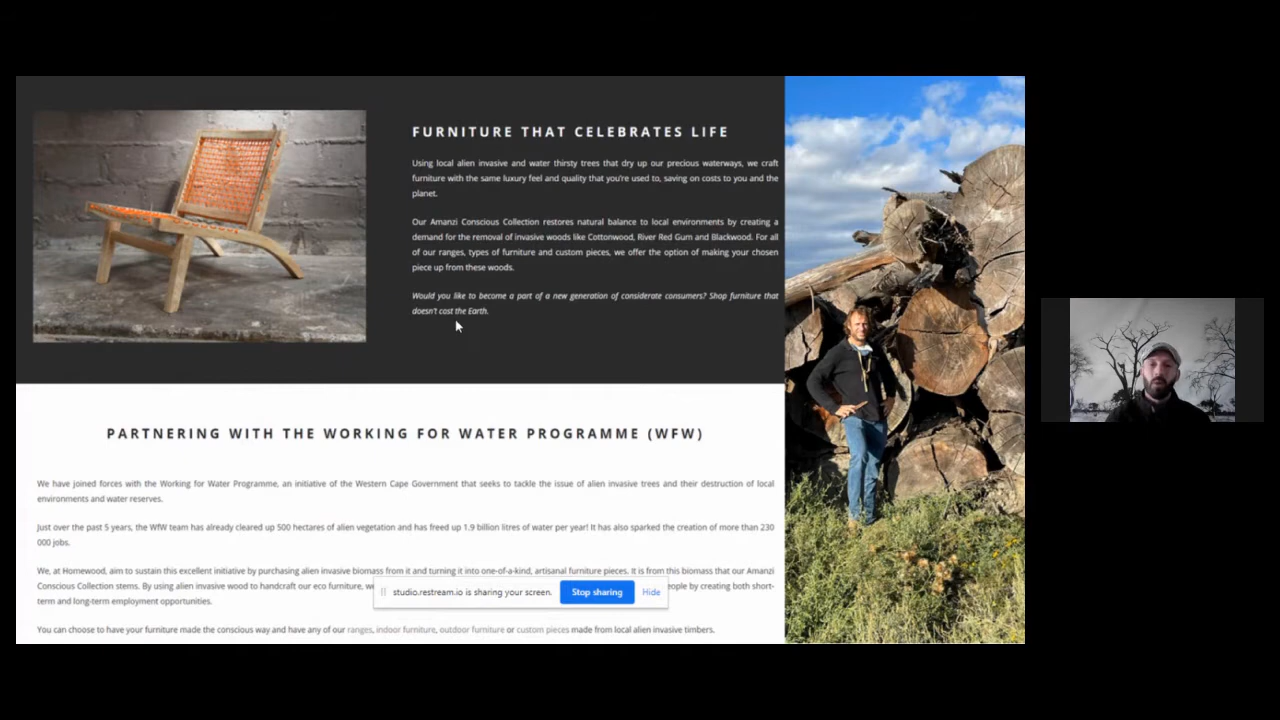 FURNITURE THAT CELEBRATES LIFE
Using local alien invasive and water thirsty trees that dry up our precious waterways, we craft
furniture with the same luxury feel and quality that you're used to, saving on costs to you and the
planet.
Our Amanzi Conscious Collection restores natural balance to local environments by creating a
demand for the removal of invasive woods like Cottonwood, River Red Gum and Blackwood. For all
of our ranges, types of furniture and custom pieces, we offer the option of making your chosen
piece up from these woods.
Would you like to become a part of a new generation of considerate consumers? Shop furniture that
doesn't cost the Earth.
PARTNERING WITH THE WORKING FOR WATER PROGRAMME (WFW)
We have joined forces with the Working for Water Programme, an initiative of the Western Cape Government that seeks to tackle the issue of alien invasive trees and their destruction of local
environments and water reserves.
Just over the past 5 years, the WfW team has already cleared up 500 hectares of alien vegetation and has freed up 1.9 billion litres of water per year! It has also sparked the creation of more than 230
000 jobs.
We, at Homewood, aim to sustain this excellent initiative by purchasing alien invasive biomass from it and turning it into one-of-a-kind, artisanal furniture pieces. It is from this biomass that our Amanzi
Conscious Collection stems. By using alien invasive wood to handcraft our eco furniture, we people by creating both short-
term and long-term employment opportunities.
studio.restream.io is sharing your screen. Stop sharing Hide
You can choose to have your furniture made the conscious way and have any of our ranges, indoor furniture, outdoor furniture or custom pieces made from local alien invasive timbers.